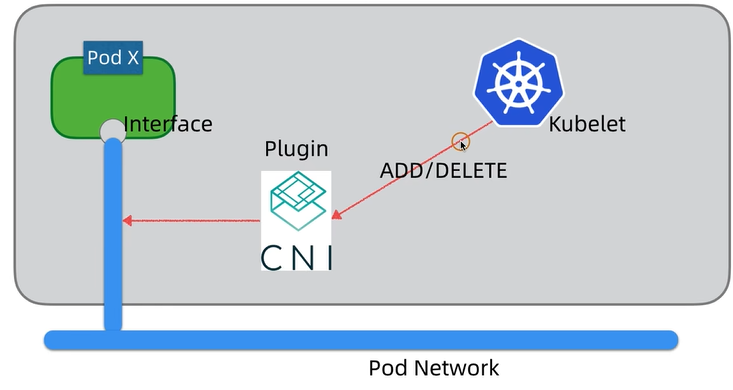 Pod X
Interface
Kubelet
Plugin
ADD/DELETE
CNI
Pod Network